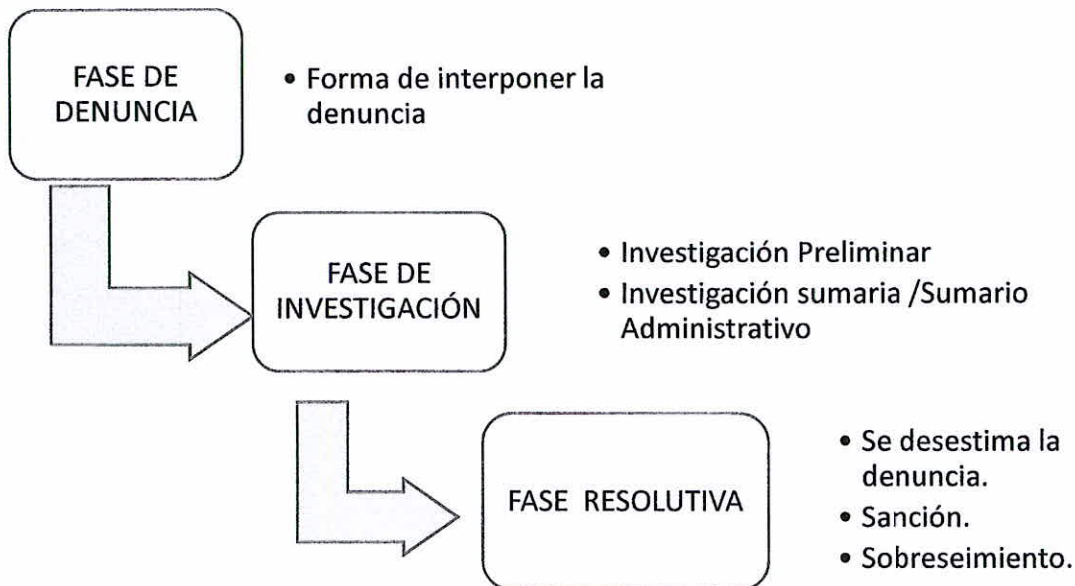 FASE DE
DENUNCIA
• Forma de interponer la
denuncia
FASE DE
INVESTIGACIÓN
• Investigación Preliminar
• Investigación sumaria /Sumario
Administrativo
FASE RESOLUTIVA
• Se desestima la
denuncia.
• Sanción.
• Sobreseimiento.